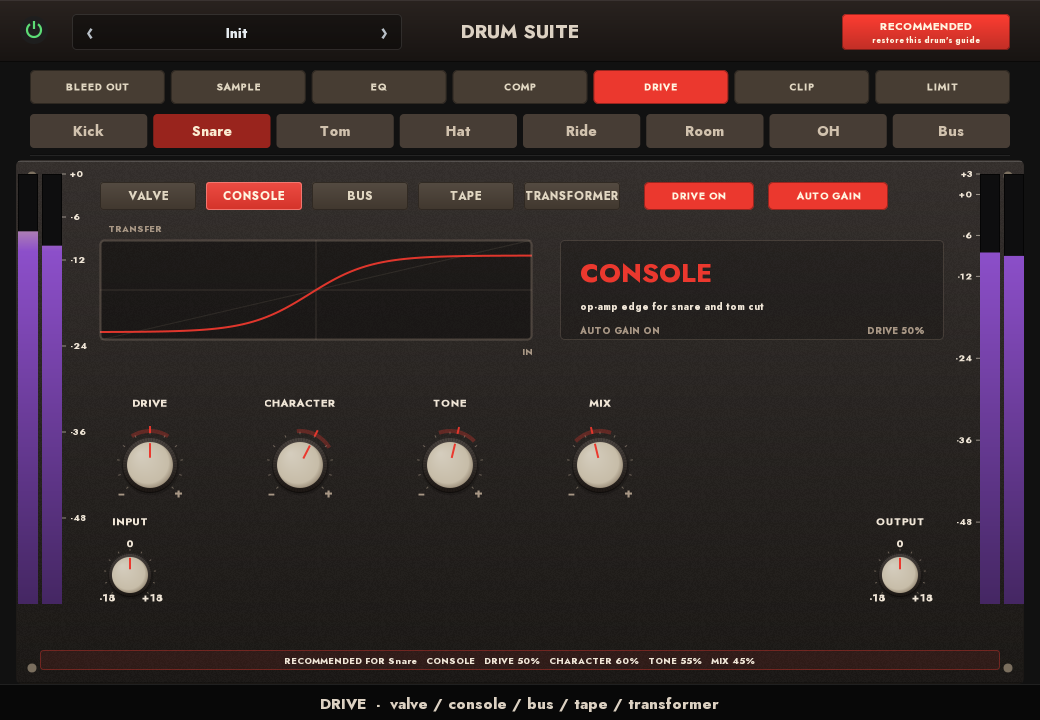 ‹ Init ›
DRUM SUITE
RECOMMENDED
restore this drum's guide
BLEED OUT SAMPLE EQ COMP DRIVE CLIP LIMIT
Kick Snare Tom Hat Ride Room OH Bus
VALVE CONSOLE BUS TAPE TRANSFORMER DRIVE ON AUTO GAIN
+0
-6
-12
-24
-36
-48
TRANSFER
IN
CONSOLE
op-amp edge for snare and tom cut
AUTO GAIN ON DRIVE 50%
+3
+0
-6
-12
-24
-36
-48
DRIVE CHARACTER TONE MIX
– + – + – + – +
INPUT
0
-18 +18
OUTPUT
0
-18 +18
RECOMMENDED FOR Snare CONSOLE DRIVE 50% CHARACTER 60% TONE 55% MIX 45%
DRIVE - valve / console / bus / tape / transformer